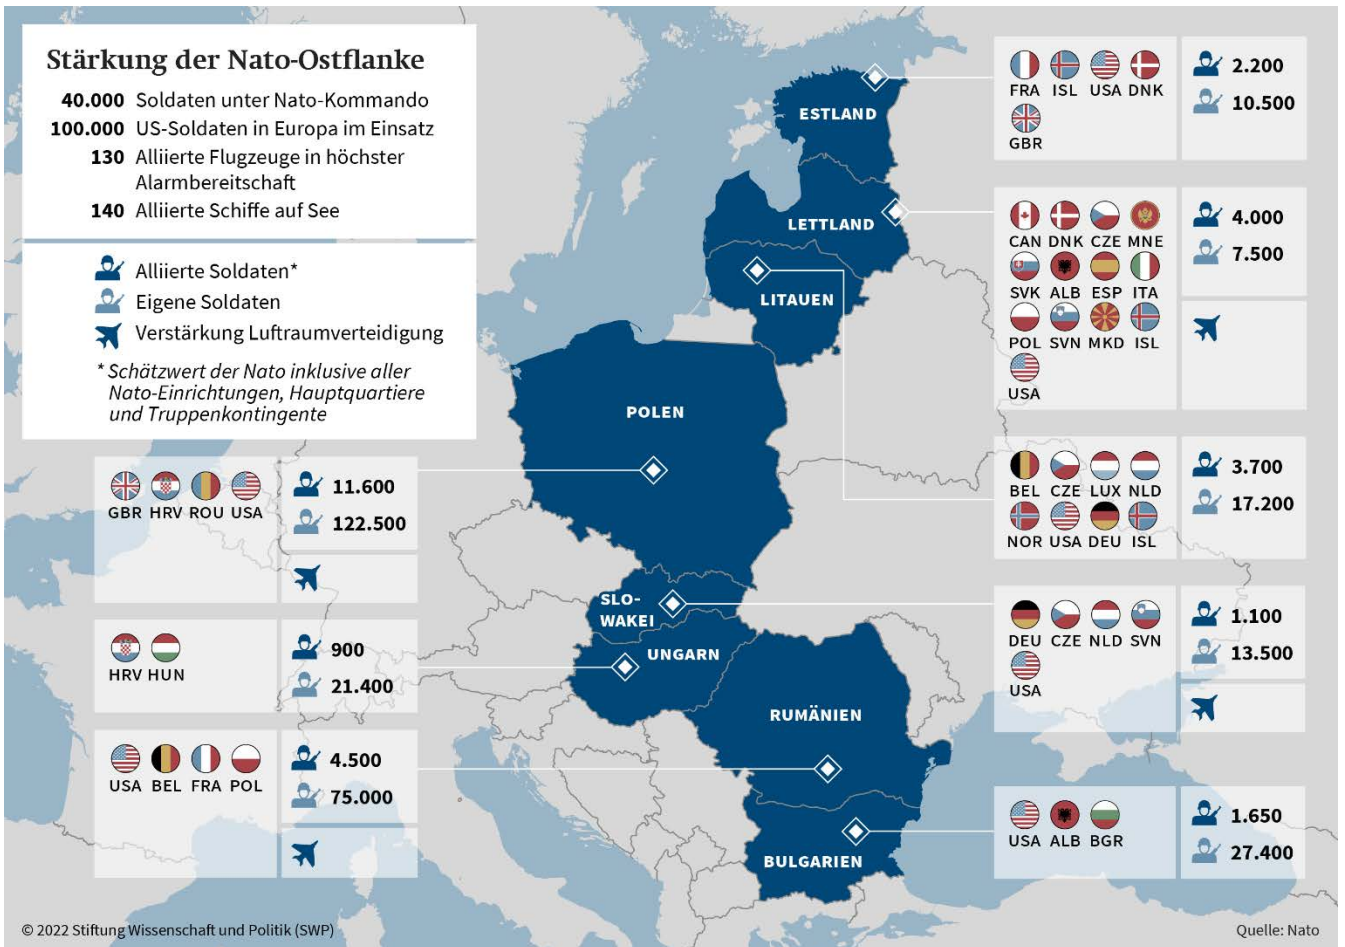 Stärkung der Nato-Ostflanke
40.000 Soldaten unter Nato-Kommando
100.000 US-Soldaten in Europa im Einsatz
130 Alliierte Flugzeuge in höchster
Alarmbereitschaft
140 Alliierte Schiffe auf See
Alliierte Soldaten*
Eigene Soldaten
Verstärkung Luftraumverteidigung
* Schätzwert der Nato inklusive aller
Nato-Einrichtungen, Hauptquartiere
und Truppenkontingente
ESTLAND
LETTLAND
LITAUEN
POLEN
SLO-
WAKEI
UNGARN
RUMÄNIEN
BULGARIEN
FRA ISL USA DNK
GBR
2.200
10.500
CAN DNK CZE MNE
SVK ALB ESP ITA
POL SVN MKD ISL
USA
4.000
7.500
BEL CZE LUX NLD
NOR USA DEU ISL
3.700
17.200
DEU CZE NLD SVN
USA
1.100
13.500
USA ALB BGR
1.650
27.400
GBR HRV ROU USA
11.600
122.500
HRV HUN
900
21.400
USA BEL FRA POL
4.500
75.000
© 2022 Stiftung Wissenschaft und Politik (SWP)
Quelle: Nato